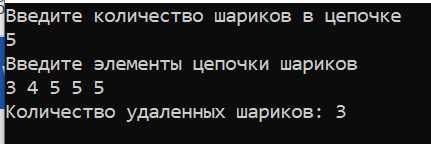 Введите количество шариков в цепочке
5
Введите элементы цепочки шариков
3 4 5 5 5
Количество удаленных шариков: 3